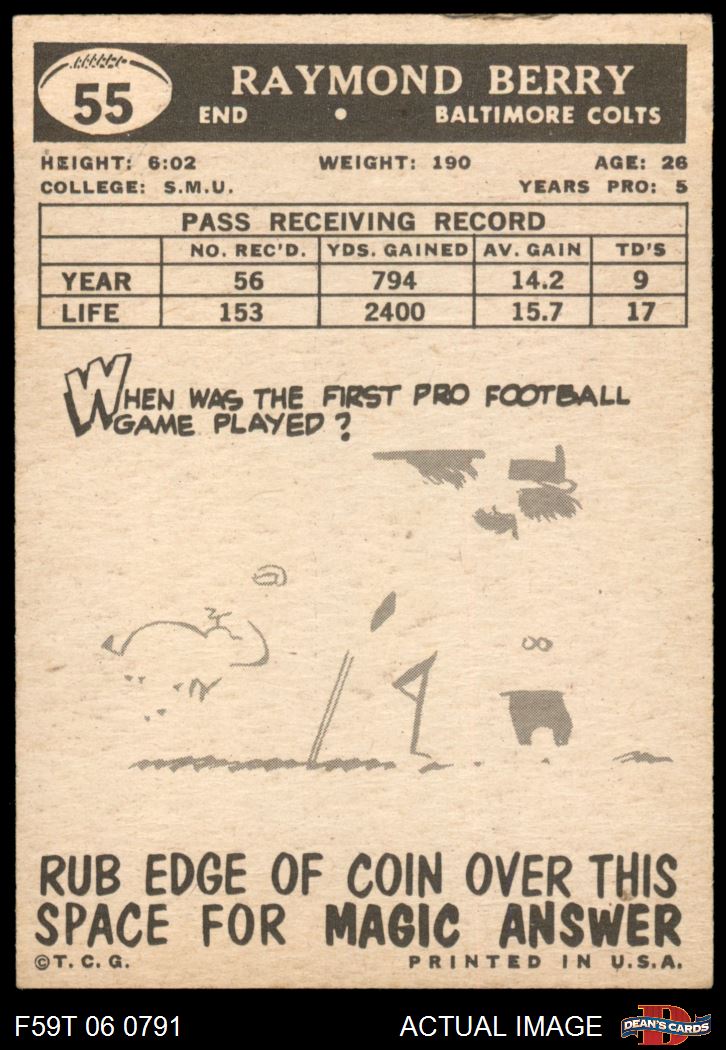 55
RAYMOND BERRY
END • BALTIMORE COLTS
HEIGHT: 6:02 WEIGHT: 190 AGE: 26
COLLEGE: S.M.U. YEARS PRO: 5
PASS RECEIVING RECORD
NO. REC'D. YDS. GAINED AV. GAIN TD'S
YEAR 56 794 14.2 9
LIFE 153 2400 15.7 17
WHEN WAS THE FIRST PRO FOOTBALL
GAME PLAYED?
RUB EDGE OF COIN OVER THIS
SPACE FOR MAGIC ANSWER
©T. C. G. PRINTED IN U.S.A.
F59T 06 0791 ACTUAL IMAGE
D
DEAN'S CARDS